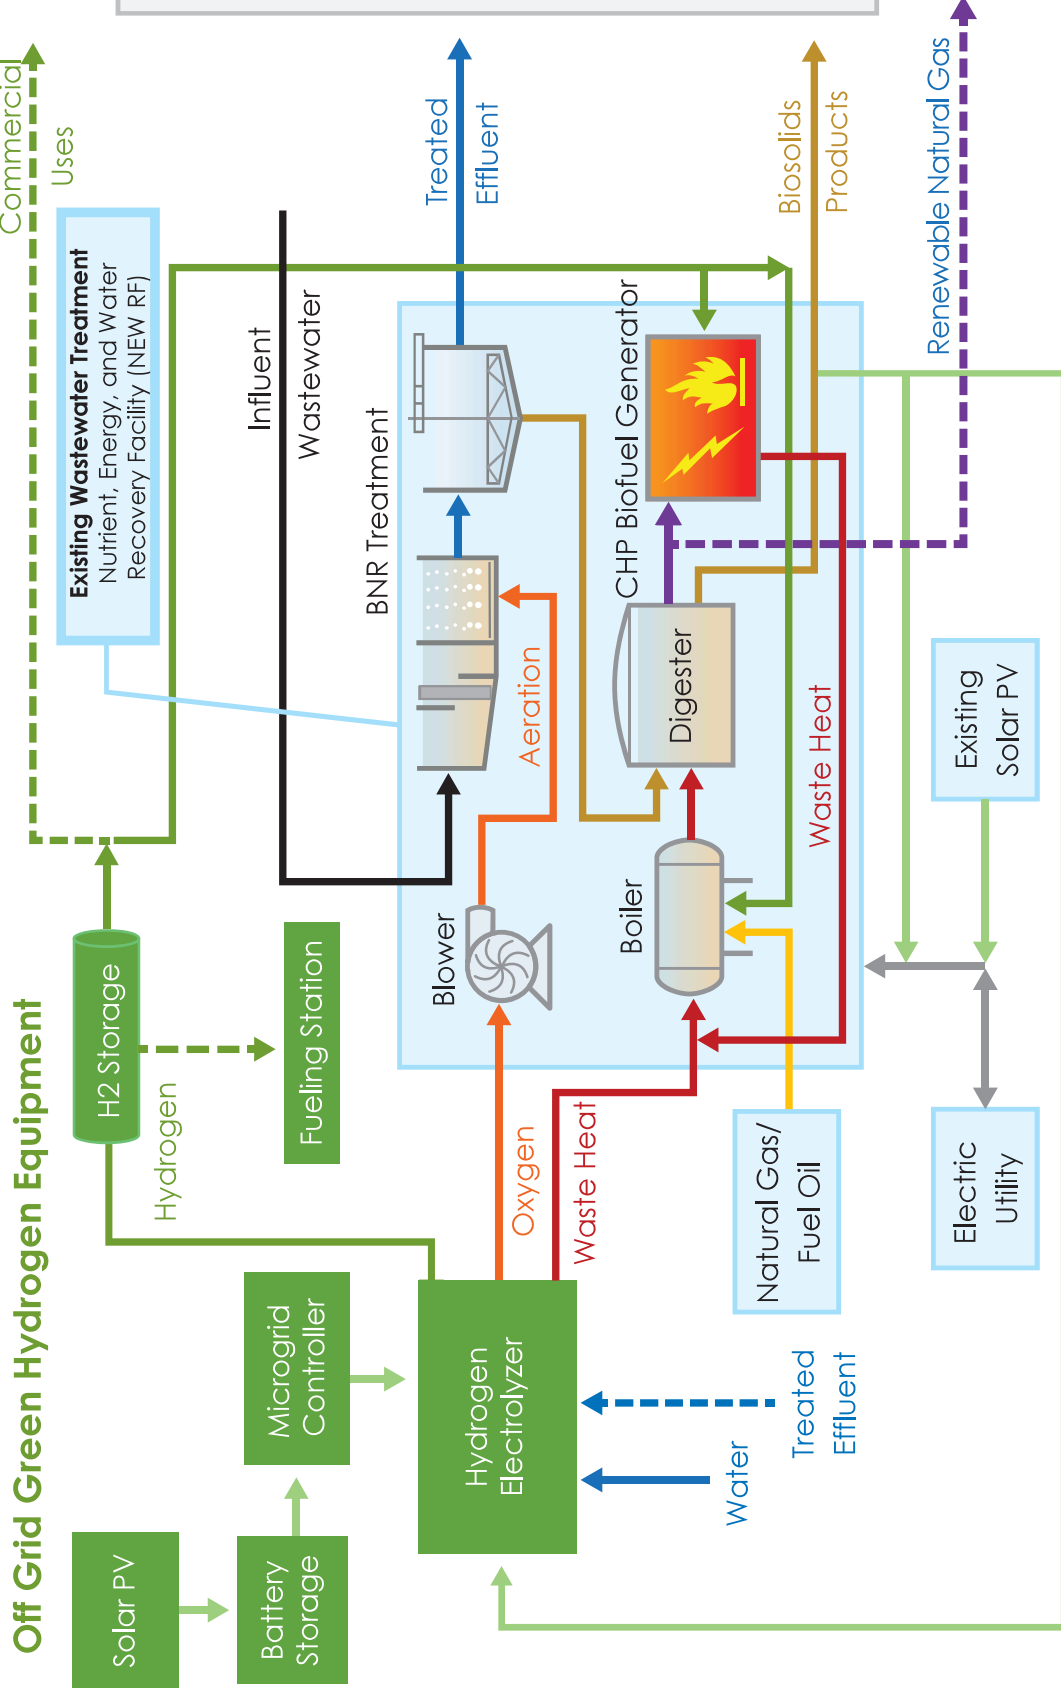 Off Grid Green Hydrogen Equipment
Solar PV
Battery
Storage
Microgrid
Controller
Hydrogen
Electrolyzer
Water
Treated
Effluent
H2 Storage
Hydrogen
Fueling Station
Oxygen
Waste Heat
Natural Gas/
Fuel Oil
Electric
Utility
Existing
Solar PV
Commercial
Uses
Existing Wastewater Treatment
Nutrient, Energy, and Water
Recovery Facility (NEW RF)
Influent
Wastewater
BNR Treatment
Blower
Aeration
Boiler
Digester
CHP Biofuel Generator
Waste Heat
Treated
Effluent
Biosolids
Products
Renewable Natural Gas